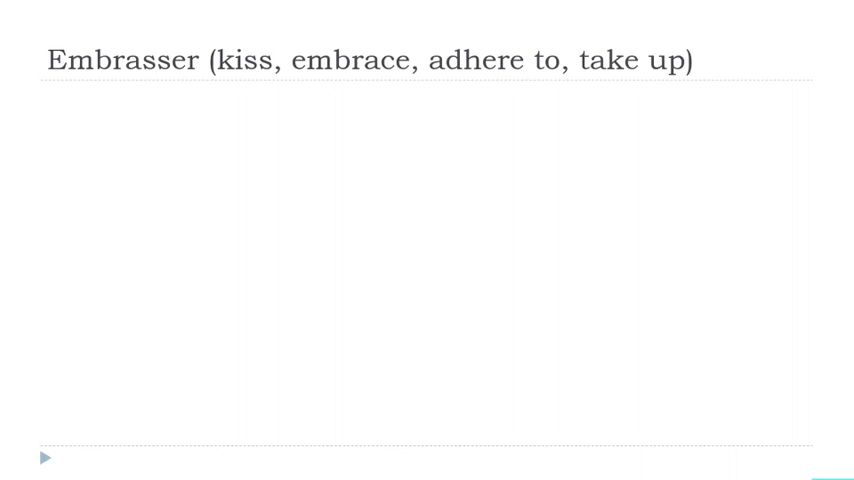 Embrasser (kiss, embrace, adhere to, take up)